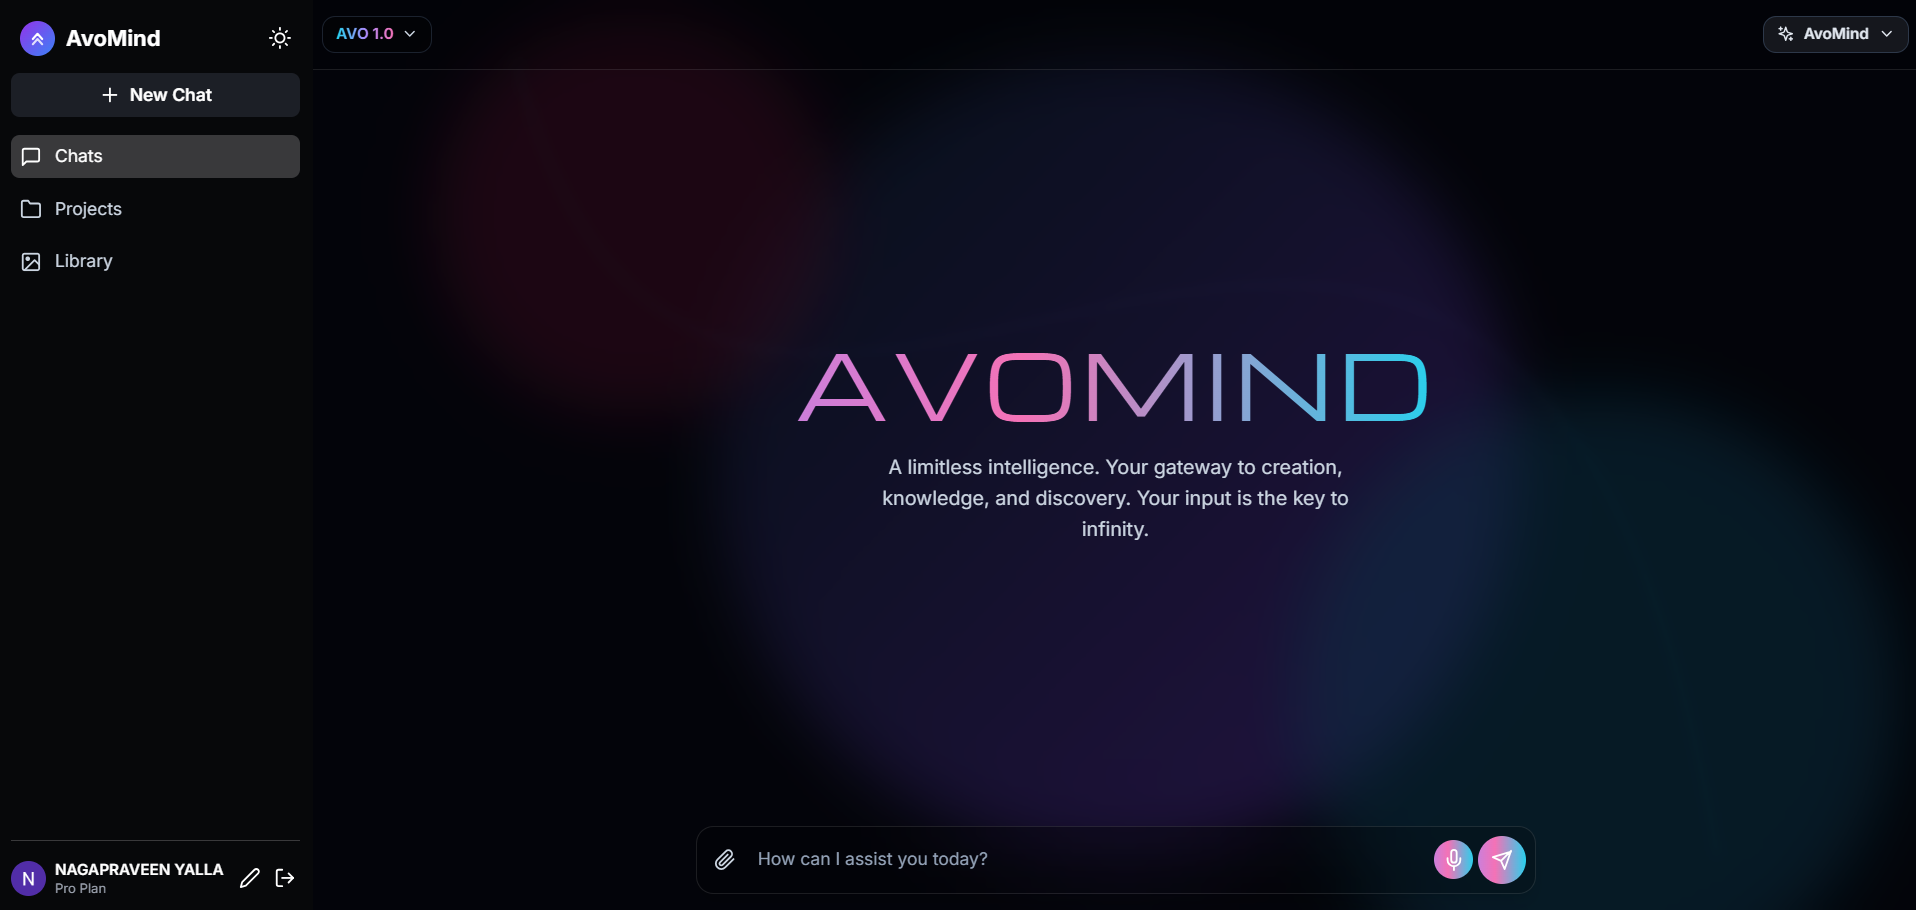 AvoMind
New Chat
Chats
Projects
Library
N
NAGAPRAVEEN YALLA
Pro Plan
AVO 1.0
AvoMind
AVOMIND
A limitless intelligence. Your gateway to creation,
knowledge, and discovery. Your input is the key to
infinity.
How can I assist you today?